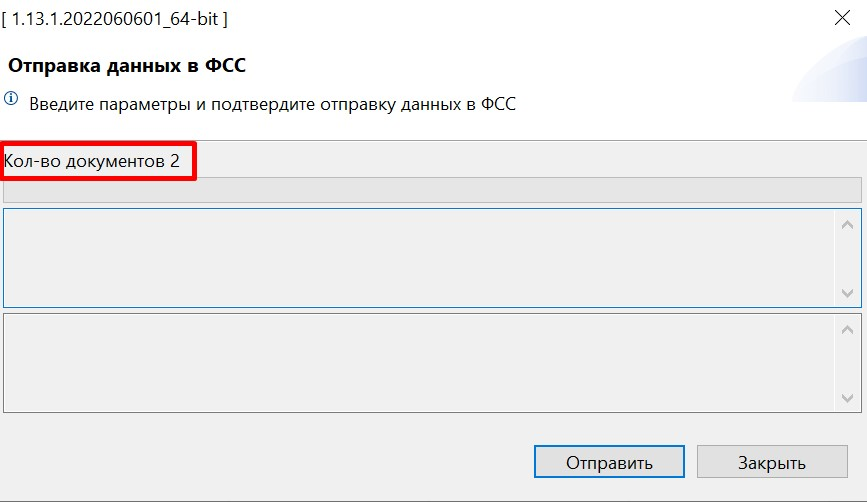 [ 1.13.1.2022060601_64-bit ]
Отправка данных в ФСС
Введите параметры и подтвердите отправку данных в ФСС
Кол-во документов 2
Отправить Закрыть